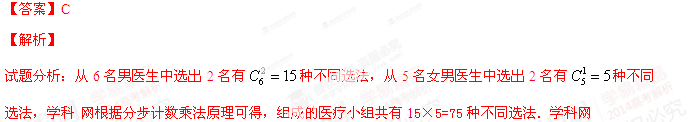 【答案】C
【解析】
试题分析：从 6 名男医生中选出 2 名有 $C_6^2=15$ 种不同选法，从 5 名女男医生中选出 2 名有 $C_5^1=5$ 种不同
选法，学科 网根据分步计数乘法原理可得，组成的医疗小组共有 15×5=75 种不同选法．学科网